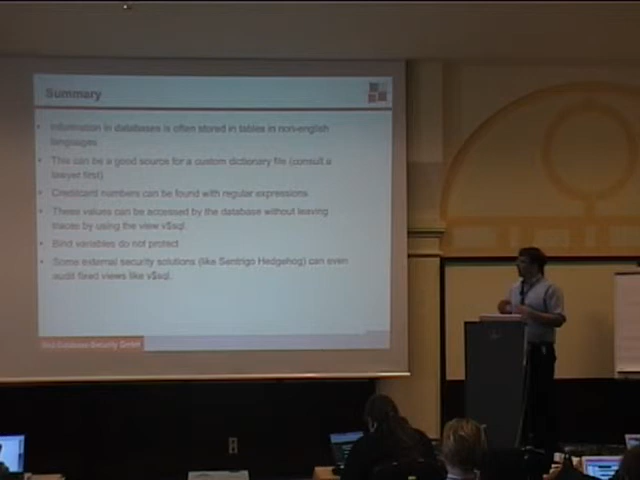 Summary
Information in databases is often stored in tables in non-english
languages
This can be a good source for a custom dictionary file (consult a
lawyer first)
Creditcard numbers can be found with regular expressions
These values can be accessed by the database without leaving
traces by using the view v$sql.
Bind variables do not protect
Some external security solutions (like Sentrigo Hedgehog) can even
audit fixed views like v$sql.
Red-Database-Security GmbH